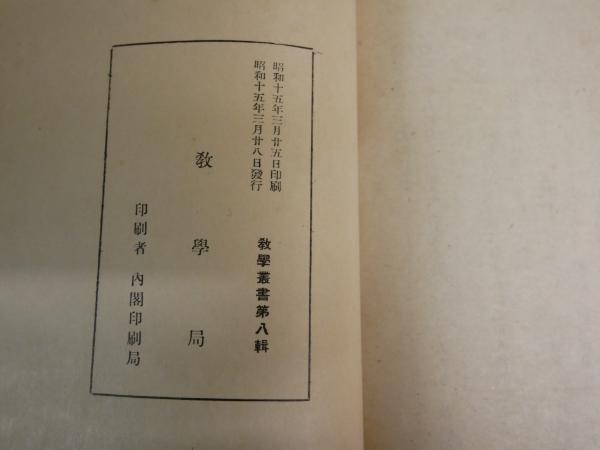 昭和十五年三月廿五日印刷
昭和十五年三月廿八日發行
教學叢書第八輯
教學局
印刷者 內閣印刷局